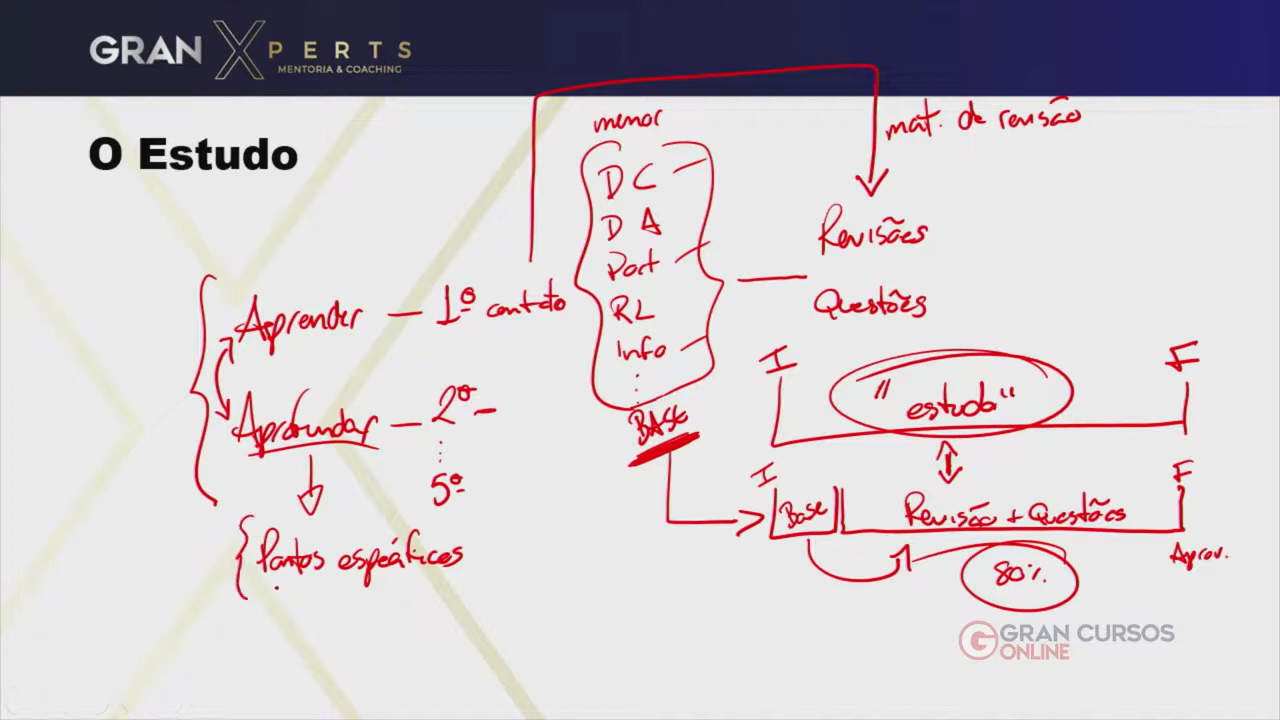 GRAN XPERTS
MENTORIA & COACHING
O Estudo
menor
mat. de revisão
DC
DA
Port
RL
Info
BASE
Revisões
Questões
Aprender — 1º contato
Aprofundar — 2º -
5º
Pontos específicos
I
F
"estudo"
I
F
Base
Revisão + Questões
Aprov.
80%
GRAN CURSOS
ONLINE